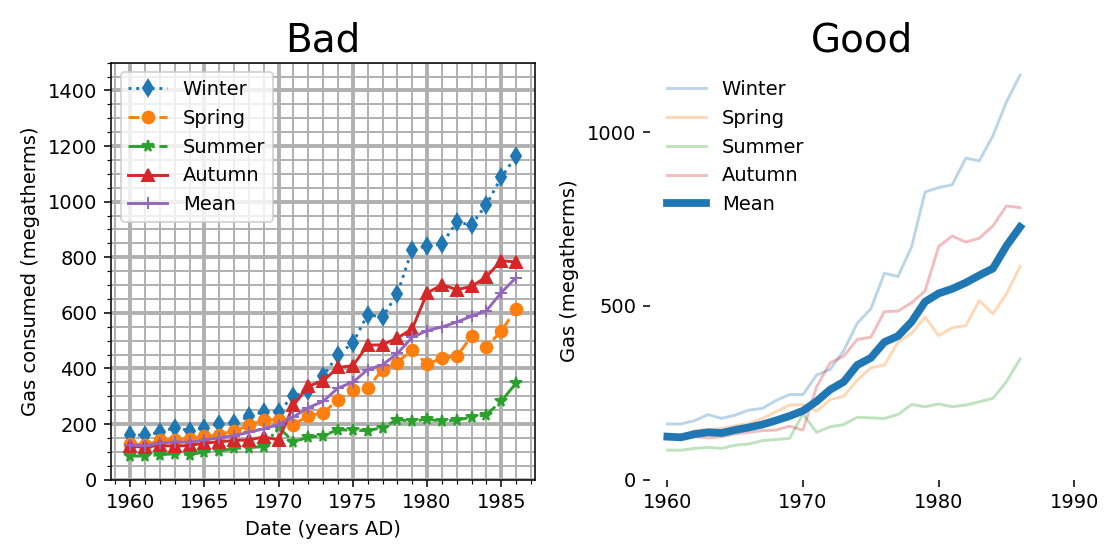 Bad
1400
1200
1000
800
600
400
200
0
Gas consumed (megatherms)
Winter
Spring
Summer
Autumn
Mean
1960 1965 1970 1975 1980 1985
Date (years AD)
Good
1000
500
0
Gas (megatherms)
Winter
Spring
Summer
Autumn
Mean
1960 1970 1980 1990